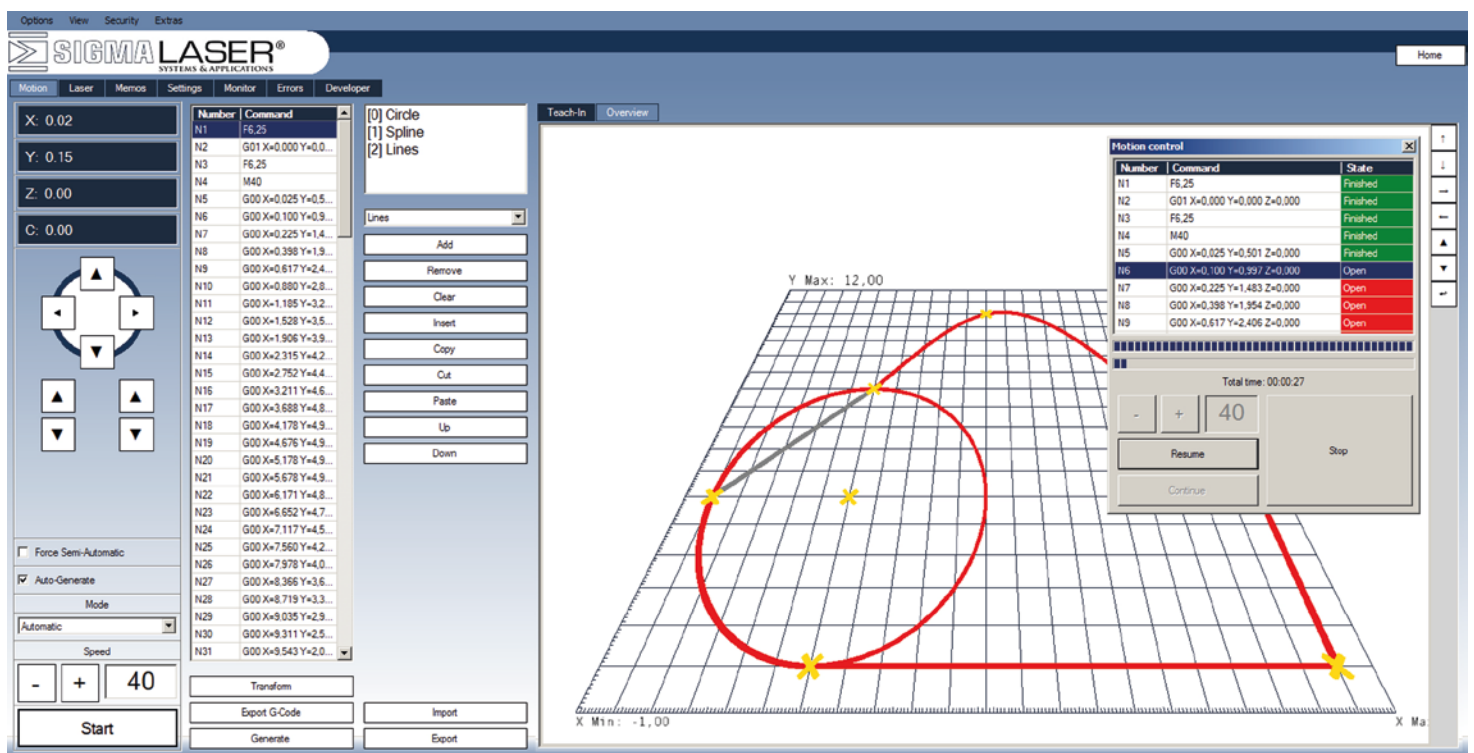 Options View Security Extras
SIGMA LASER®
SYSTEMS & APPLICATIONS
Home
Motion Laser Memos Settings Monitor Errors Developer
X: 0.02
Y: 0.15
Z: 0.00
C: 0.00
Force Semi-Automatic
Auto-Generate
Mode
Automatic
Speed
- + 40
Start
Number Command
N1 F6,25
N2 G01 X=0,000 Y=0,0...
N3 F6,25
N4 M40
N5 G00 X=0,025 Y=0,5...
N6 G00 X=0,100 Y=0,9...
N7 G00 X=0,225 Y=1,4...
N8 G00 X=0,398 Y=1,9...
N9 G00 X=0,617 Y=2,4...
N10 G00 X=0,880 Y=2,8...
N11 G00 X=1,185 Y=3,2...
N12 G00 X=1,528 Y=3,5...
N13 G00 X=1,906 Y=3,9...
N14 G00 X=2,315 Y=4,2...
N15 G00 X=2,752 Y=4,4...
N16 G00 X=3,211 Y=4,6...
N17 G00 X=3,688 Y=4,8...
N18 G00 X=4,178 Y=4,9...
N19 G00 X=4,676 Y=4,9...
N20 G00 X=5,178 Y=4,9...
N21 G00 X=5,678 Y=4,9...
N22 G00 X=6,171 Y=4,8...
N23 G00 X=6,652 Y=4,7...
N24 G00 X=7,117 Y=4,5...
N25 G00 X=7,560 Y=4,2...
N26 G00 X=7,978 Y=4,0...
N27 G00 X=8,366 Y=3,6...
N28 G00 X=8,719 Y=3,3...
N29 G00 X=9,035 Y=2,9...
N30 G00 X=9,311 Y=2,5...
N31 G00 X=9,543 Y=2,0...
Transform
Export G-Code
Generate
[0] Circle
[1] Spline
[2] Lines
Lines
Add
Remove
Clear
Insert
Copy
Cut
Paste
Up
Down
Import
Export
Teach-In Overview
Y Max: 12,00
X Min: -1,00
X Ma
Motion control
Number Command State
N1 F6,25 Finished
N2 G01 X=0,000 Y=0,000 Z=0,000 Finished
N3 F6,25 Finished
N4 M40 Finished
N5 G00 X=0,025 Y=0,501 Z=0,000 Finished
N6 G00 X=0,100 Y=0,997 Z=0,000 Open
N7 G00 X=0,225 Y=1,483 Z=0,000 Open
N8 G00 X=0,398 Y=1,954 Z=0,000 Open
N9 G00 X=0,617 Y=2,406 Z=0,000 Open
Total time: 00:00:27
- + 40
Resume
Stop
Continue